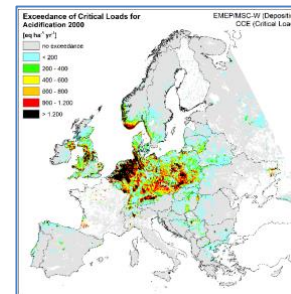 Exceedance of Critical Loads for
Acidification 2000
EMEP/MSC-W (Depositio
CCE (Critical Loa
[eq ha⁻¹ yr⁻¹]
no exceedance
< 200
200 - 400
400 - 600
600 - 800
800 - 1.200
> 1.200